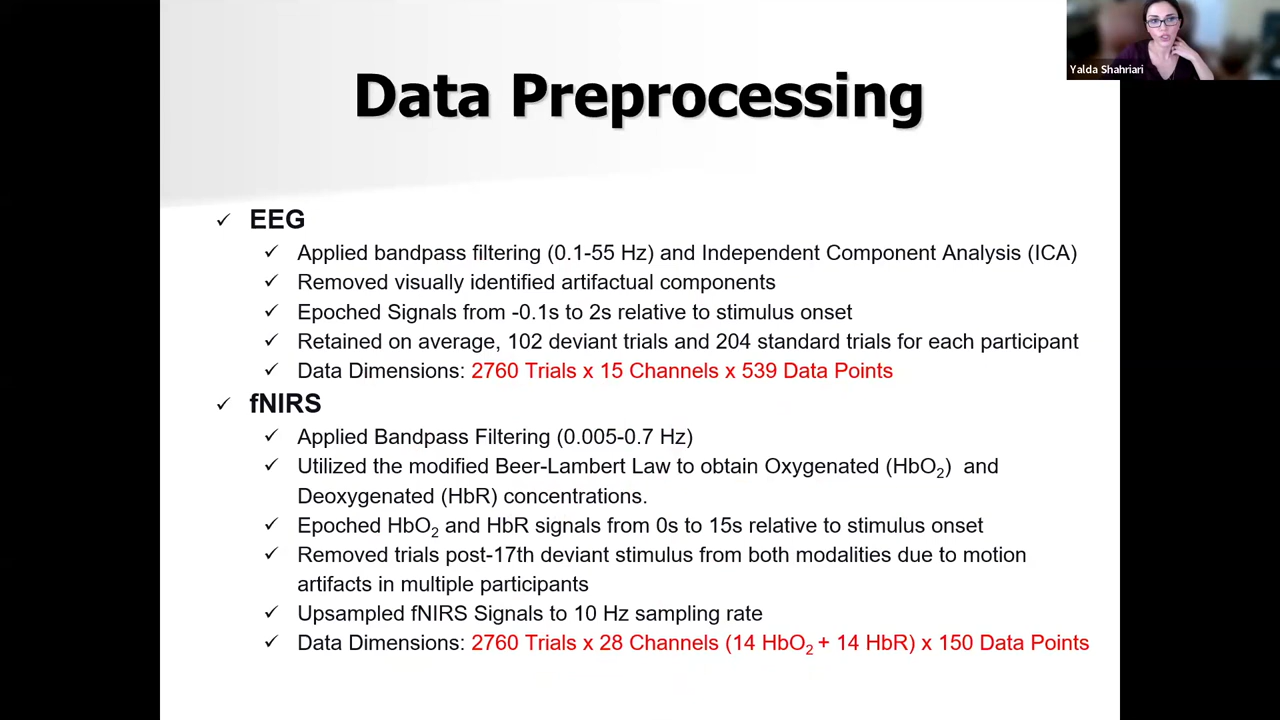 Yalda Shahriari
Data Preprocessing
✓ EEG
✓ Applied bandpass filtering (0.1-55 Hz) and Independent Component Analysis (ICA)
✓ Removed visually identified artifactual components
✓ Epoched Signals from -0.1s to 2s relative to stimulus onset
✓ Retained on average, 102 deviant trials and 204 standard trials for each participant
✓ Data Dimensions: 2760 Trials x 15 Channels x 539 Data Points
✓ fNIRS
✓ Applied Bandpass Filtering (0.005-0.7 Hz)
✓ Utilized the modified Beer-Lambert Law to obtain Oxygenated (HbO₂) and
Deoxygenated (HbR) concentrations.
✓ Epoched HbO₂ and HbR signals from 0s to 15s relative to stimulus onset
✓ Removed trials post-17th deviant stimulus from both modalities due to motion
artifacts in multiple participants
✓ Upsampled fNIRS Signals to 10 Hz sampling rate
✓ Data Dimensions: 2760 Trials x 28 Channels (14 HbO₂ + 14 HbR) x 150 Data Points